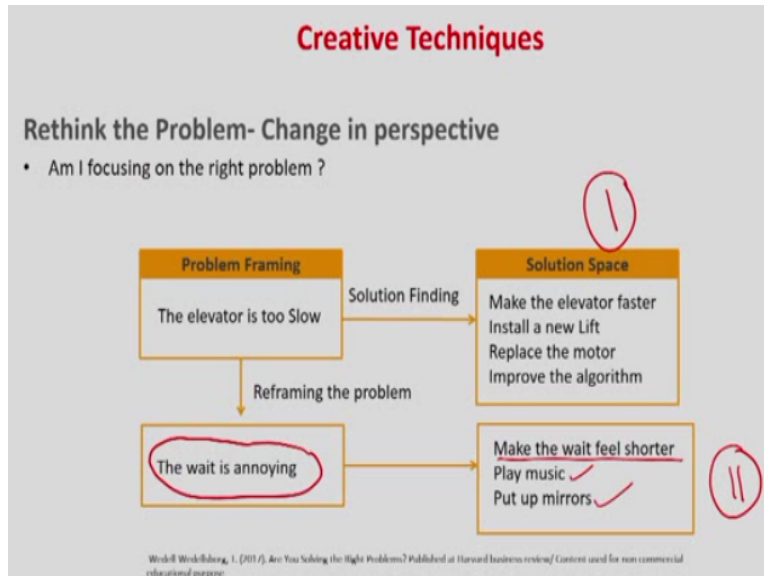 Creative Techniques
Rethink the Problem- Change in perspective
• Am I focusing on the right problem ?
I
Problem Framing
The elevator is too Slow
Solution Finding
Solution Space
Make the elevator faster
Install a new Lift
Replace the motor
Improve the algorithm
Reframing the problem
The wait is annoying
Make the wait feel shorter
Play music
Put up mirrors
II
Wedell Wedellsborg, T. (2017). Are You Solving the Right Problems? Published at Harvard business review/ Content used for non commercial
educational purpose